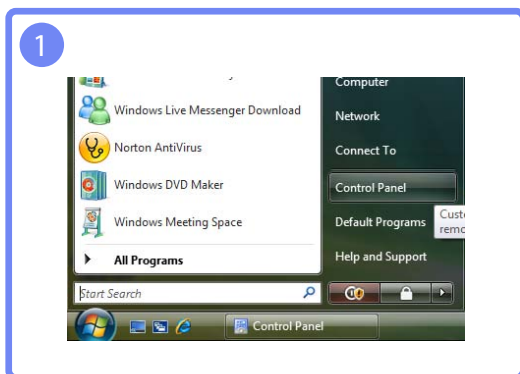 1
Computer
Windows Live Messenger Download
Network
Norton AntiVirus
Connect To
Windows DVD Maker
Control Panel
Windows Meeting Space
Default Programs
Help and Support
All Programs
Start Search
Control Panel